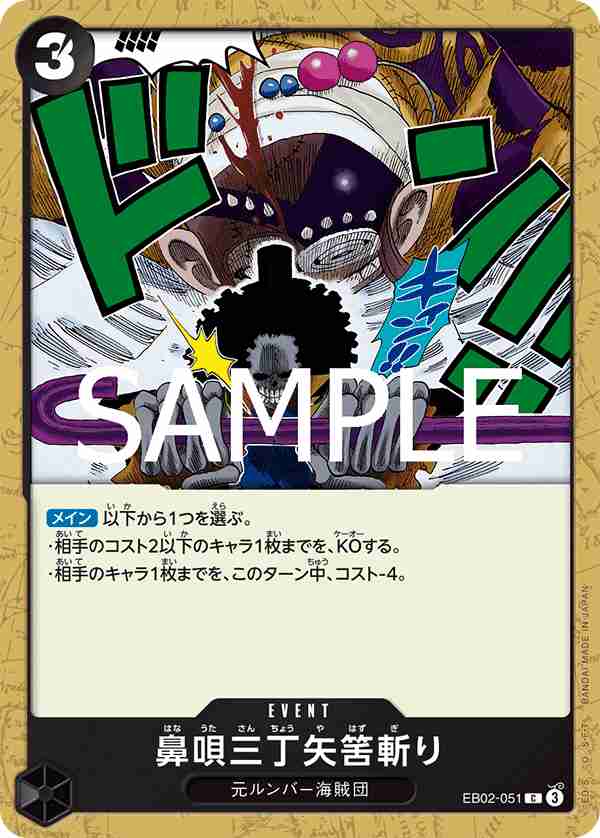 3
ドン!!
キャン!!
SAMPLE
メイン 以下から1つを選ぶ。
・相手のコスト2以下のキャラ1枚までを、KOする。
・相手のキャラ1枚までを、このターン中、コスト-4。
EVENT
鼻唄三丁矢筈斬り
元ルンバー海賊団
EB02-051 C 3
BANDAI MADE IN JAPAN